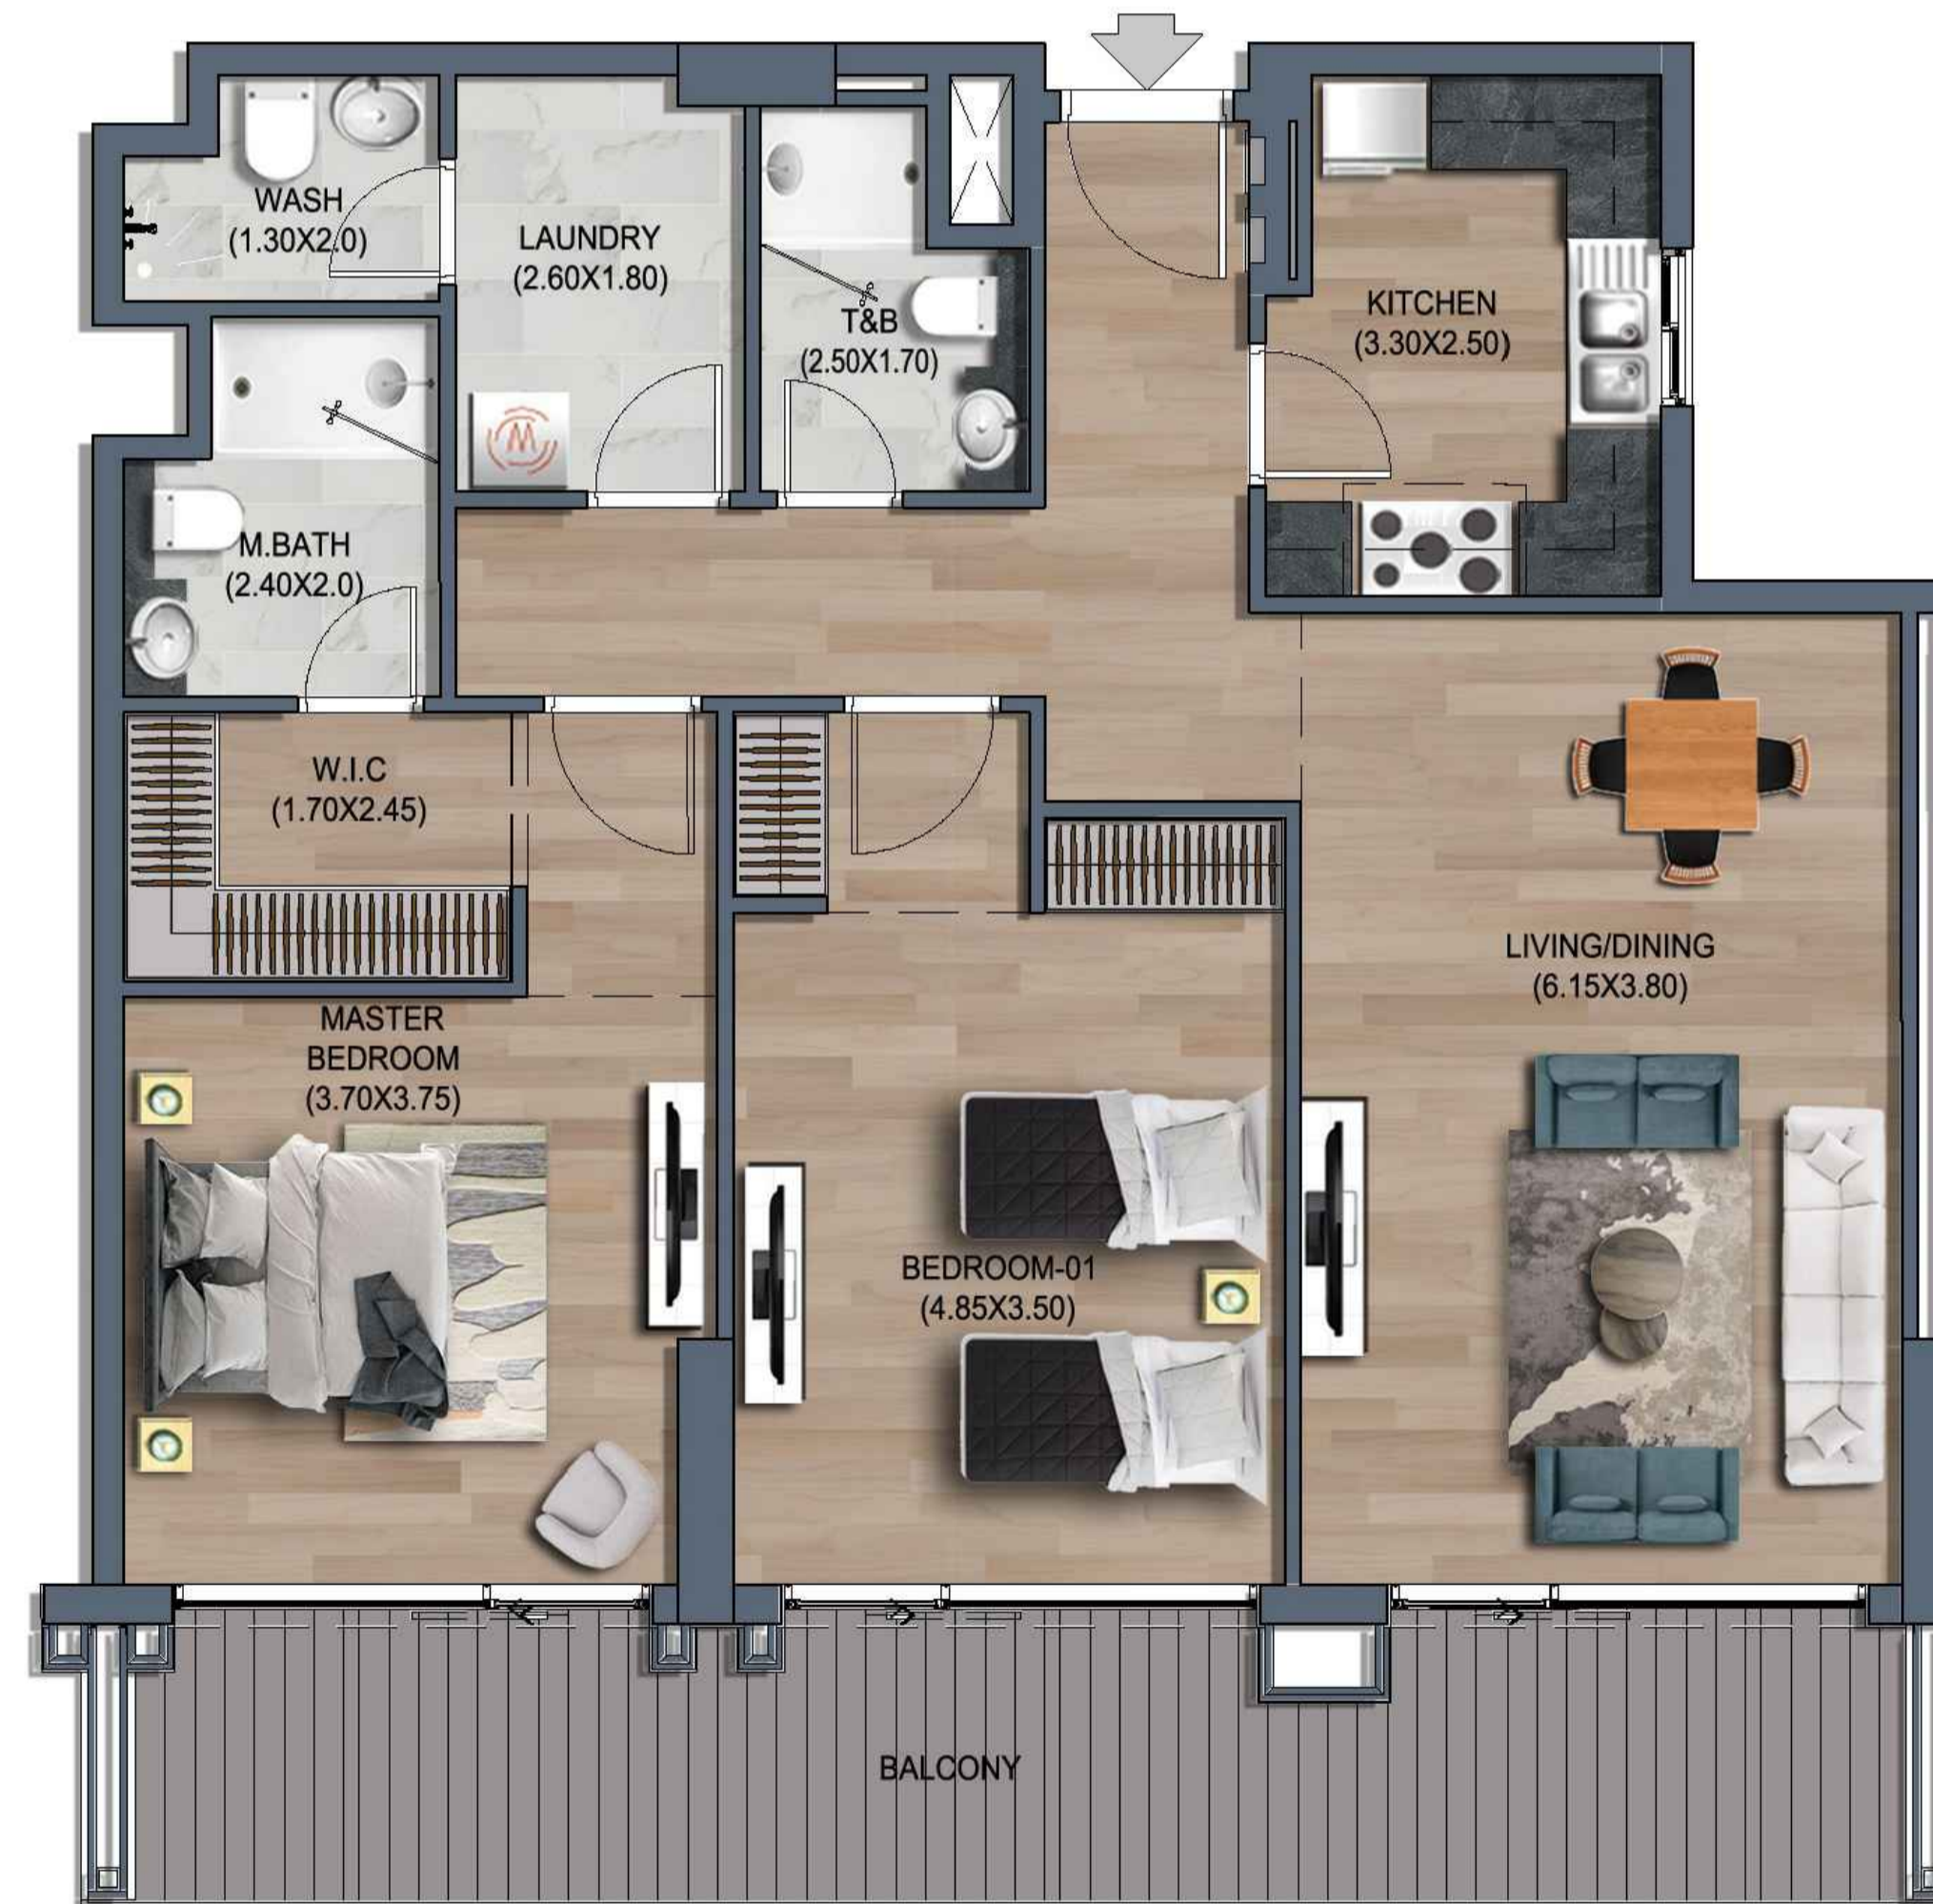 WASH
(1.30X2.0)
LAUNDRY
(2.60X1.80)
T&B
(2.50X1.70)
KITCHEN
(3.30X2.50)
M.BATH
(2.40X2.0)
W.I.C
(1.70X2.45)
LIVING/DINING
(6.15X3.80)
MASTER
BEDROOM
(3.70X3.75)
BEDROOM-01
(4.85X3.50)
BALCONY
M